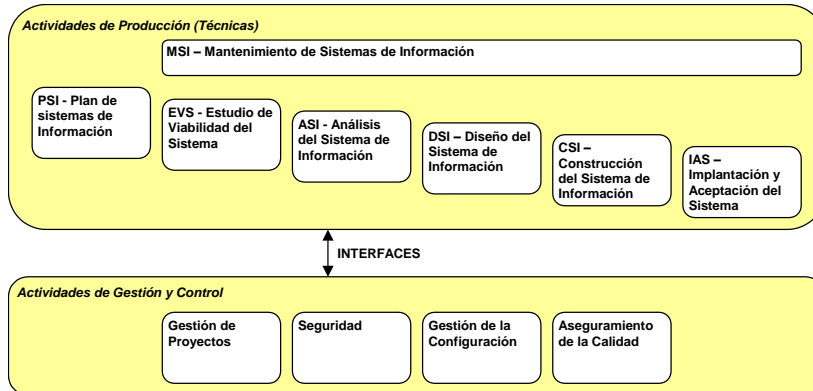 Actividades de Producción (Técnicas)
MSI – Mantenimiento de Sistemas de Información
PSI - Plan de
sistemas de
Información
EVS - Estudio de
Viabilidad del
Sistema
ASI - Análisis
del Sistema de
Información
DSI – Diseño del
Sistema de
Información
CSI –
Construcción
del Sistema de
Información
IAS –
Implantación y
Aceptación del
Sistema
INTERFACES
Actividades de Gestión y Control
Gestión de
Proyectos
Seguridad
Gestión de la
Configuración
Aseguramiento
de la Calidad